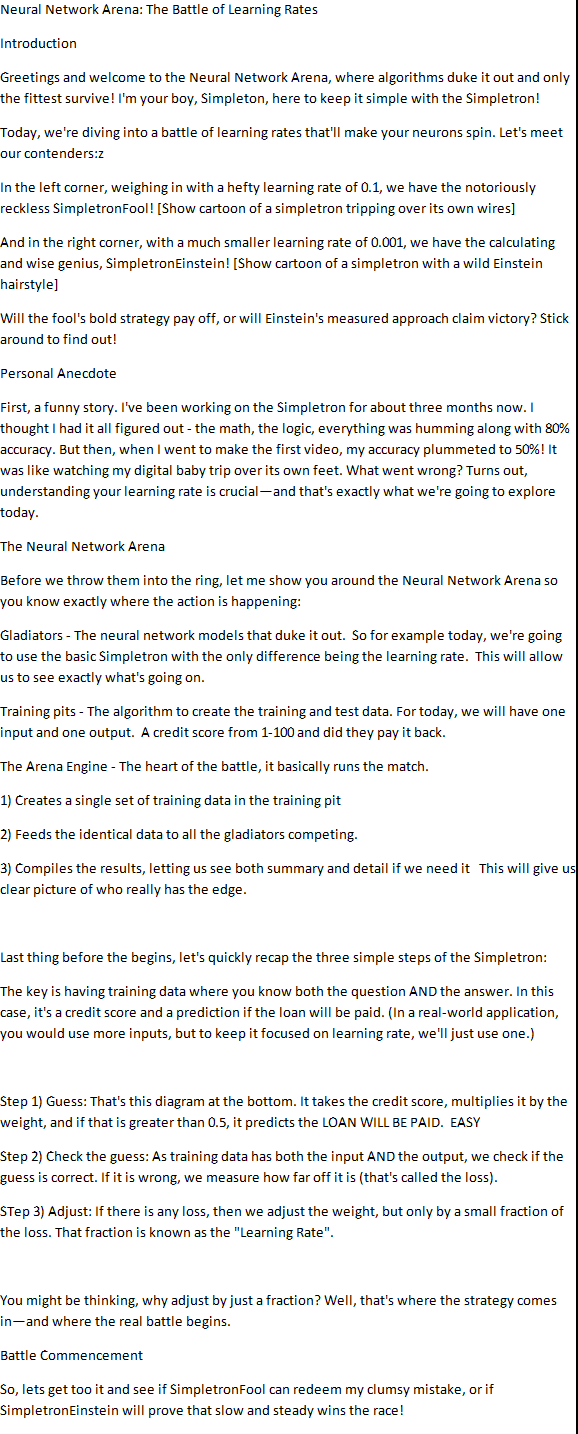 Neural Network Arena: The Battle of Learning Rates
Introduction
Greetings and welcome to the Neural Network Arena, where algorithms duke it out and only
the fittest survive! I'm your boy, Simpleton, here to keep it simple with the Simpletron!
Today, we're diving into a battle of learning rates that'll make your neurons spin. Let's meet
our contenders:z
In the left corner, weighing in with a hefty learning rate of 0.1, we have the notoriously
reckless SimpletronFool! [Show cartoon of a simpletron tripping over its own wires]
And in the right corner, with a much smaller learning rate of 0.001, we have the calculating
and wise genius, SimpletronEinstein! [Show cartoon of a simpletron with a wild Einstein
hairstyle]
Will the fool's bold strategy pay off, or will Einstein's measured approach claim victory? Stick
around to find out!
Personal Anecdote
First, a funny story. I've been working on the Simpletron for about three months now. I
thought I had it all figured out - the math, the logic, everything was humming along with 80%
accuracy. But then, when I went to make the first video, my accuracy plummeted to 50%! It
was like watching my digital baby trip over its own feet. What went wrong? Turns out,
understanding your learning rate is crucial—and that's exactly what we're going to explore
today.
The Neural Network Arena
Before we throw them into the ring, let me show you around the Neural Network Arena so
you know exactly where the action is happening:
Gladiators - The neural network models that duke it out.  So for example today, we're going
to use the basic Simpletron with the only difference being the learning rate.  This will allow
us to see exactly what's going on.
Training pits - The algorithm to create the training and test data. For today, we will have one
input and one output.  A credit score from 1-100 and did they pay it back.
The Arena Engine - The heart of the battle, it basically runs the match.
1) Creates a single set of training data in the training pit
2) Feeds the identical data to all the gladiators competing.
3) Compiles the results, letting us see both summary and detail if we need it  This will give us
clear picture of who really has the edge.
Last thing before the begins, let's quickly recap the three simple steps of the Simpletron:
The key is having training data where you know both the question AND the answer. In this
case, it's a credit score and a prediction if the loan will be paid. (In a real-world application,
you would use more inputs, but to keep it focused on learning rate, we'll just use one.)
Step 1) Guess: That's this diagram at the bottom. It takes the credit score, multiplies it by the
weight, and if that is greater than 0.5, it predicts the LOAN WILL BE PAID.  EASY
Step 2) Check the guess: As training data has both the input AND the output, we check if the
guess is correct. If it is wrong, we measure how far off it is (that's called the loss).
STep 3) Adjust: If there is any loss, then we adjust the weight, but only by a small fraction of
the loss. That fraction is known as the "Learning Rate".
You might be thinking, why adjust by just a fraction? Well, that's where the strategy comes
in—and where the real battle begins.
Battle Commencement
So, lets get too it and see if SimpletronFool can redeem my clumsy mistake, or if
SimpletronEinstein will prove that slow and steady wins the race!